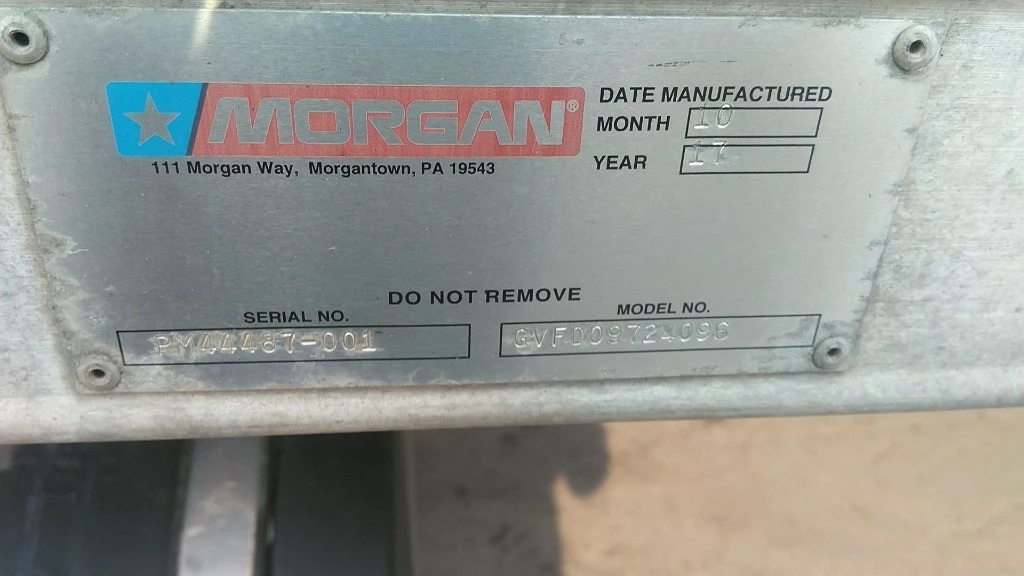 MORGAN®
111 Morgan Way, Morgantown, PA 19543
DATE MANUFACTURED
MONTH 10
YEAR 17
DO NOT REMOVE
SERIAL NO.
PM44487-001
MODEL NO.
GVFD09724096